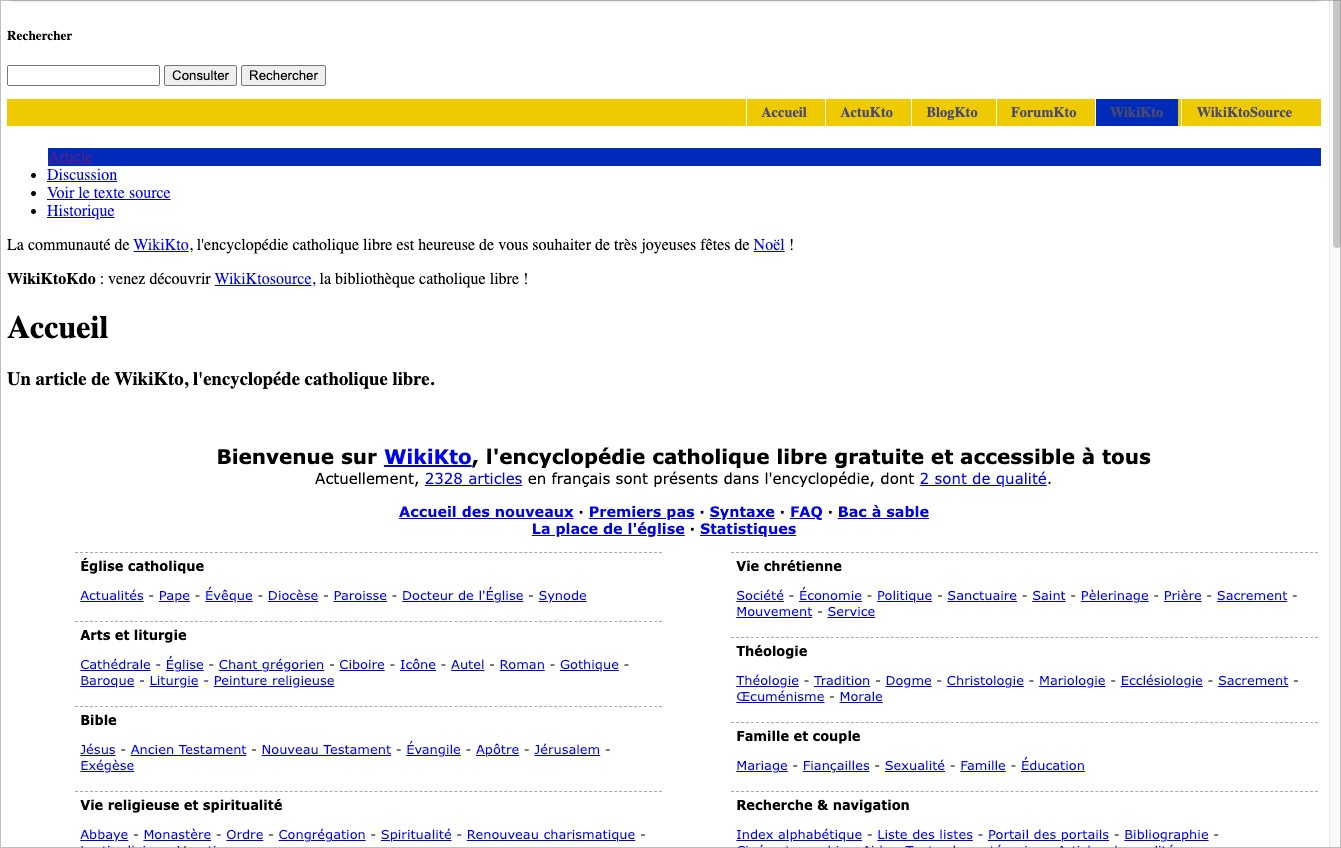 Rechercher
Consulter Rechercher
Accueil ActuKto BlogKto ForumKto WikiKto WikiKtoSource
Article
Discussion
Voir le texte source
Historique
La communauté de WikiKto, l'encyclopédie catholique libre est heureuse de vous souhaiter de très joyeuses fêtes de Noël !
WikiKtoKdo : venez découvrir WikiKtosource, la bibliothèque catholique libre !
Accueil
Un article de WikiKto, l'encyclopéde catholique libre.
Bienvenue sur WikiKto, l'encyclopédie catholique libre gratuite et accessible à tous
Actuellement, 2328 articles en français sont présents dans l'encyclopédie, dont 2 sont de qualité.
Accueil des nouveaux · Premiers pas · Syntaxe · FAQ · Bac à sable
La place de l'église · Statistiques
Église catholique
Actualités - Pape - Évêque - Diocèse - Paroisse - Docteur de l'Église - Synode
Arts et liturgie
Cathédrale - Église - Chant grégorien - Ciboire - Icône - Autel - Roman - Gothique -
Baroque - Liturgie - Peinture religieuse
Bible
Jésus - Ancien Testament - Nouveau Testament - Évangile - Apôtre - Jérusalem -
Exégèse
Vie religieuse et spiritualité
Abbaye - Monastère - Ordre - Congrégation - Spiritualité - Renouveau charismatique -
Vie chrétienne
Société - Économie - Politique - Sanctuaire - Saint - Pèlerinage - Prière - Sacrement -
Mouvement - Service
Théologie
Théologie - Tradition - Dogme - Christologie - Mariologie - Ecclésiologie - Sacrement -
Œcuménisme - Morale
Famille et couple
Mariage - Fiançailles - Sexualité - Famille - Éducation
Recherche & navigation
Index alphabétique - Liste des listes - Portail des portails - Bibliographie -